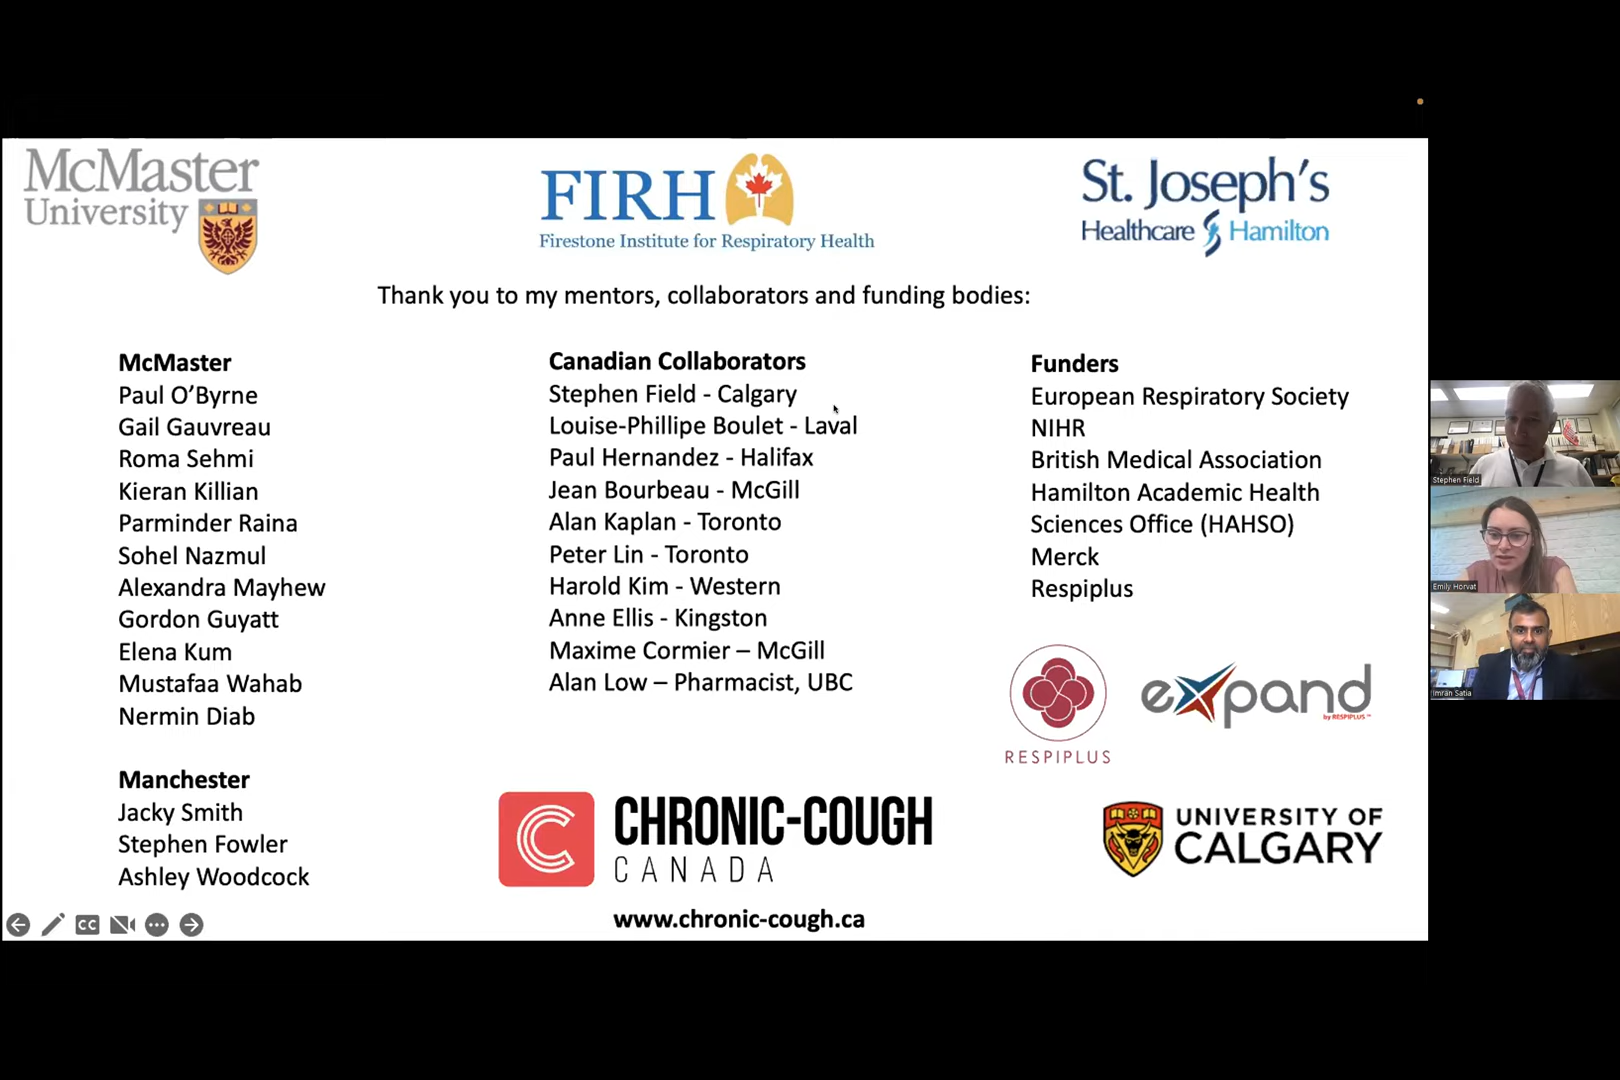 McMaster
University
FIRH
Firestone Institute for Respiratory Health
St. Joseph's
Healthcare Hamilton
Thank you to my mentors, collaborators and funding bodies:
McMaster
Paul O’Byrne
Gail Gauvreau
Roma Sehmi
Kieran Killian
Parminder Raina
Sohel Nazmul
Alexandra Mayhew
Gordon Guyatt
Elena Kum
Mustafaa Wahab
Nermin Diab
Manchester
Jacky Smith
Stephen Fowler
Ashley Woodcock
Canadian Collaborators
Stephen Field - Calgary
Louise-Phillipe Boulet - Laval
Paul Hernandez - Halifax
Jean Bourbeau - McGill
Alan Kaplan - Toronto
Peter Lin - Toronto
Harold Kim - Western
Anne Ellis - Kingston
Maxime Cormier – McGill
Alan Low – Pharmacist, UBC
Funders
European Respiratory Society
NIHR
British Medical Association
Hamilton Academic Health
Sciences Office (HAHSO)
Merck
Respiplus
RESPIPLUS
expand
by RESPIPLUS™
C
CHRONIC-COUGH
CANADA
www.chronic-cough.ca
UNIVERSITY OF
CALGARY
CC
Stephen Field
Emily Horvat
Imran Satia